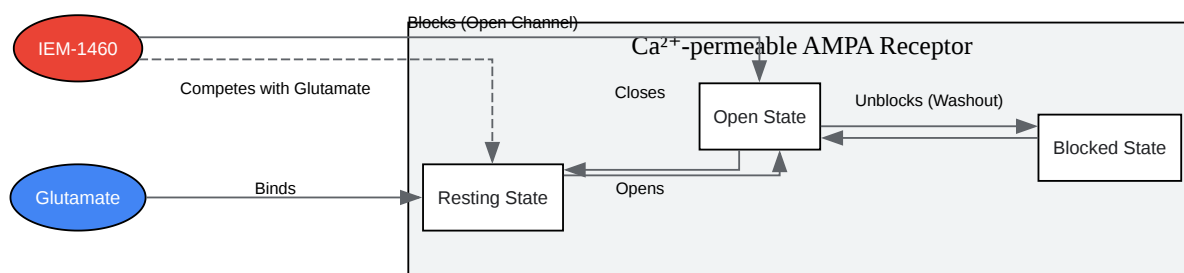 Blocks (Open Channel)
IEM-1460
Ca²⁺-permeable AMPA Receptor
Competes with Glutamate
Closes
Unblocks (Washout)
Open State
Blocked State
Glutamate
Binds
Resting State
Opens